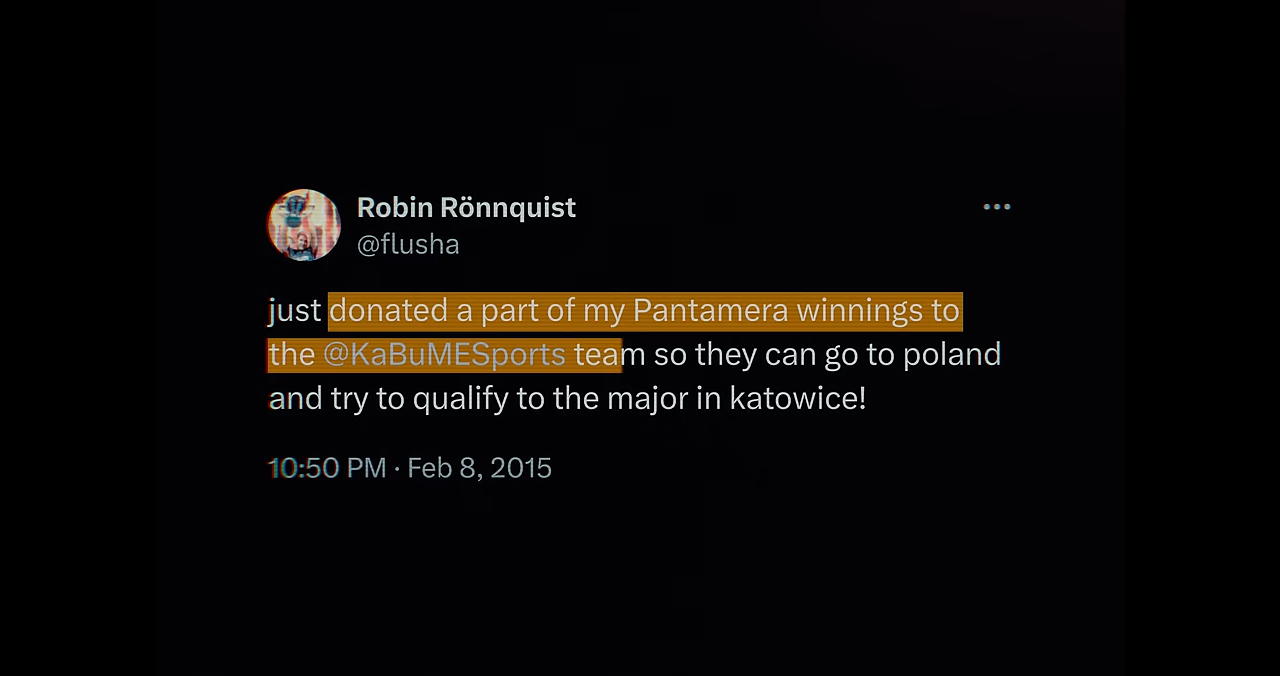 Robin Rönnquist
@flusha
just donated a part of my Pantamera winnings to
the @KaBuMESports team so they can go to poland
and try to qualify to the major in katowice!
10:50 PM · Feb 8, 2015